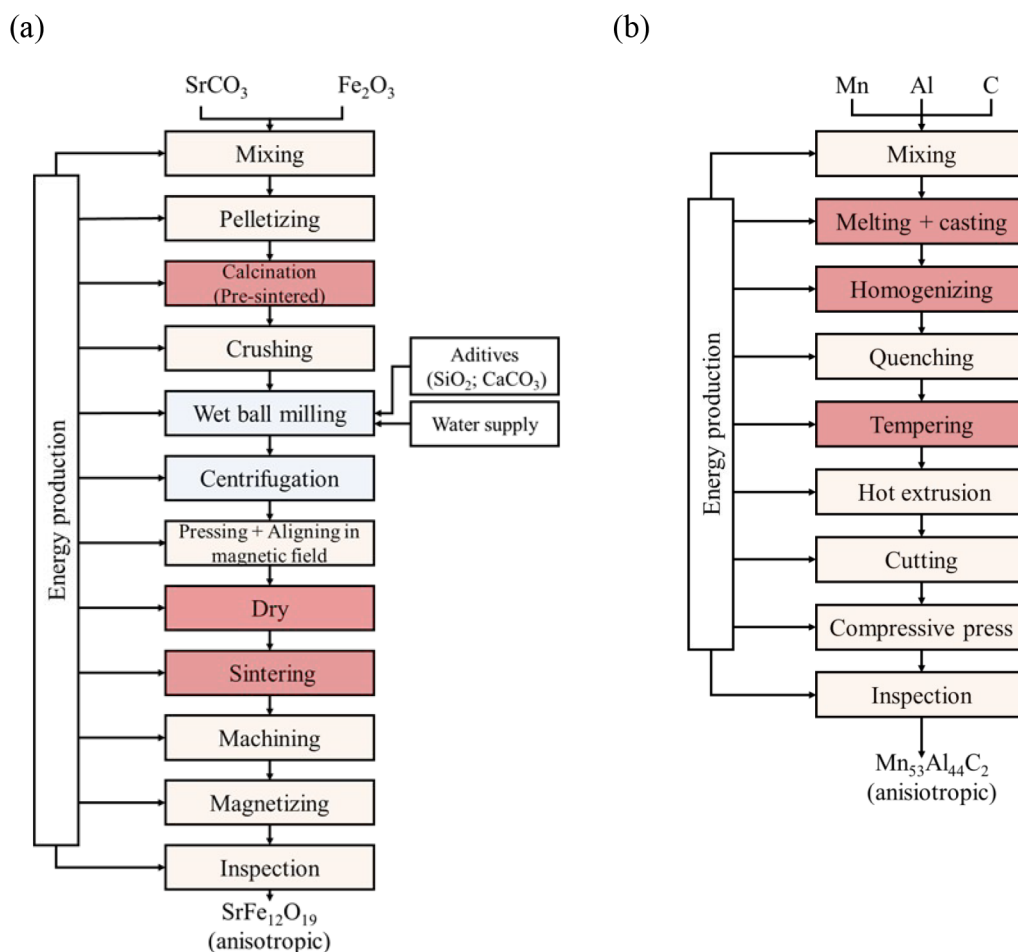 (a)
SrCO₃
Fe₂O₃
Mixing
Pelletizing
Calcination
(Pre-sintered)
Crushing
Aditives
(SiO₂; CaCO₃)
Wet ball milling
Water supply
Centrifugation
Pressing + Aligning in
magnetic field
Dry
Sintering
Machining
Magnetizing
Inspection
Energy production
SrFe₁₂O₁₉
(anisotropic)
(b)
Mn
Al
C
Mixing
Melting + casting
Homogenizing
Quenching
Tempering
Hot extrusion
Cutting
Compressive press
Inspection
Energy production
Mn₅₃Al₄₄C₂
(anisiotropic)